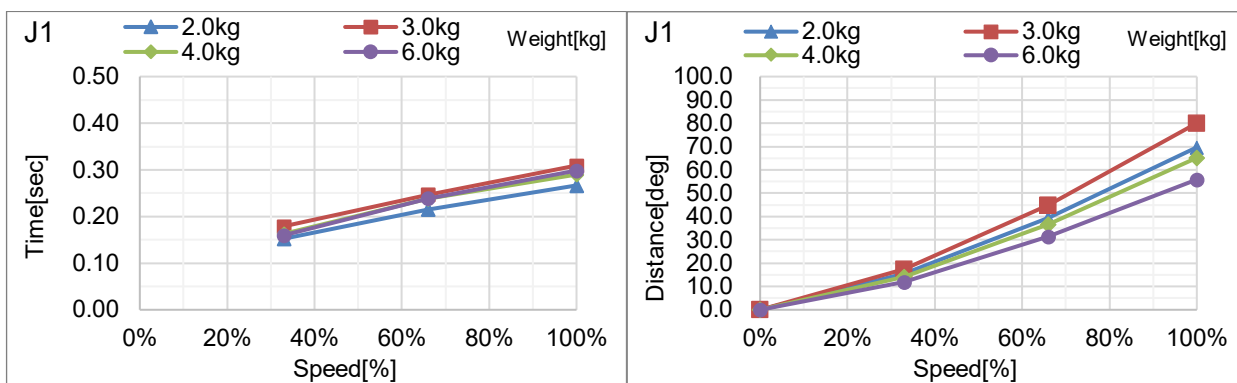 J1
2.0kg 3.0kg
4.0kg 6.0kg
Weight[kg]
0.50
0.40
0.30
0.20
0.10
0.00
Time[sec]
0% 20% 40% 60% 80% 100%
Speed[%]
J1
2.0kg 3.0kg
4.0kg 6.0kg
Weight[kg]
100.0
90.0
80.0
70.0
60.0
50.0
40.0
30.0
20.0
10.0
0.0
Distance[deg]
0% 20% 40% 60% 80% 100%
Speed[%]